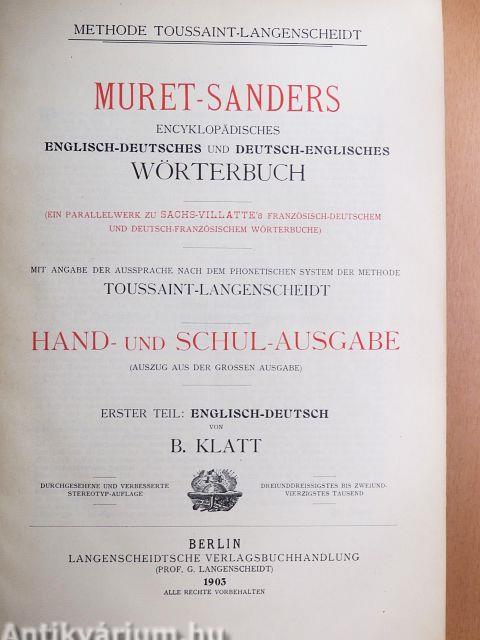 METHODE TOUSSAINT-LANGENSCHEIDT
MURET-SANDERS
ENCYKLOPÄDISCHES
ENGLISCH-DEUTSCHES UND DEUTSCH-ENGLISCHES
WÖRTERBUCH
(EIN PARALLELWERK ZU SACHS-VILLATTE's FRANZÖSISCH-DEUTSCHEM
UND DEUTSCH-FRANZÖSISCHEM WÖRTERBUCHE)
MIT ANGABE DER AUSSPRACHE NACH DEM PHONETISCHEN SYSTEM DER METHODE
TOUSSAINT-LANGENSCHEIDT
HAND- UND SCHUL-AUSGABE
(AUSZUG AUS DER GROSSEN AUSGABE)
ERSTER TEIL: ENGLISCH-DEUTSCH
VON
B. KLATT
DURCHGESEHENE UND VERBESSERTE
STEREOTYP-AUFLAGE
DREIUNDDREISSIGSTES BIS ZWEIUND-
VIERZIGSTES TAUSEND
BERLIN
LANGENSCHEIDTSCHE VERLAGSBUCHHANDLUNG
(PROF. G. LANGENSCHEIDT)
1903
ALLE RECHTE VORBEHALTEN
Antikvárium.hu